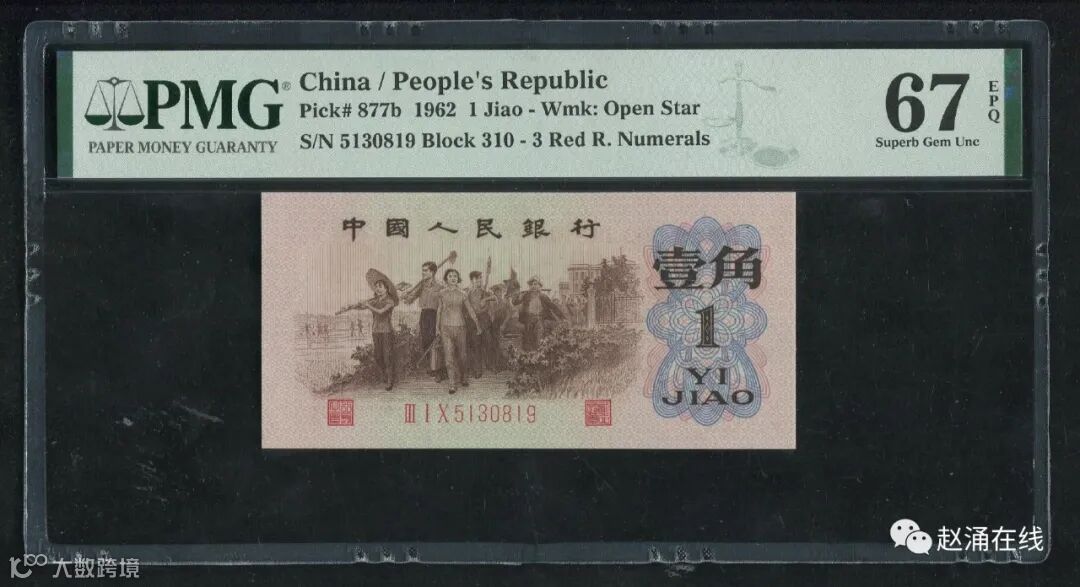 PMG®
PAPER MONEY GUARANTY
China / People's Republic
Pick# 877b 1962 1 Jiao - Wmk: Open Star
S/N 5130819 Block 310 - 3 Red R. Numerals
67
EPQ
Superb Gem Unc
中國人民銀行
壹角
1
YI
JIAO
III I X 5130819
赵涌在线
大数跨境